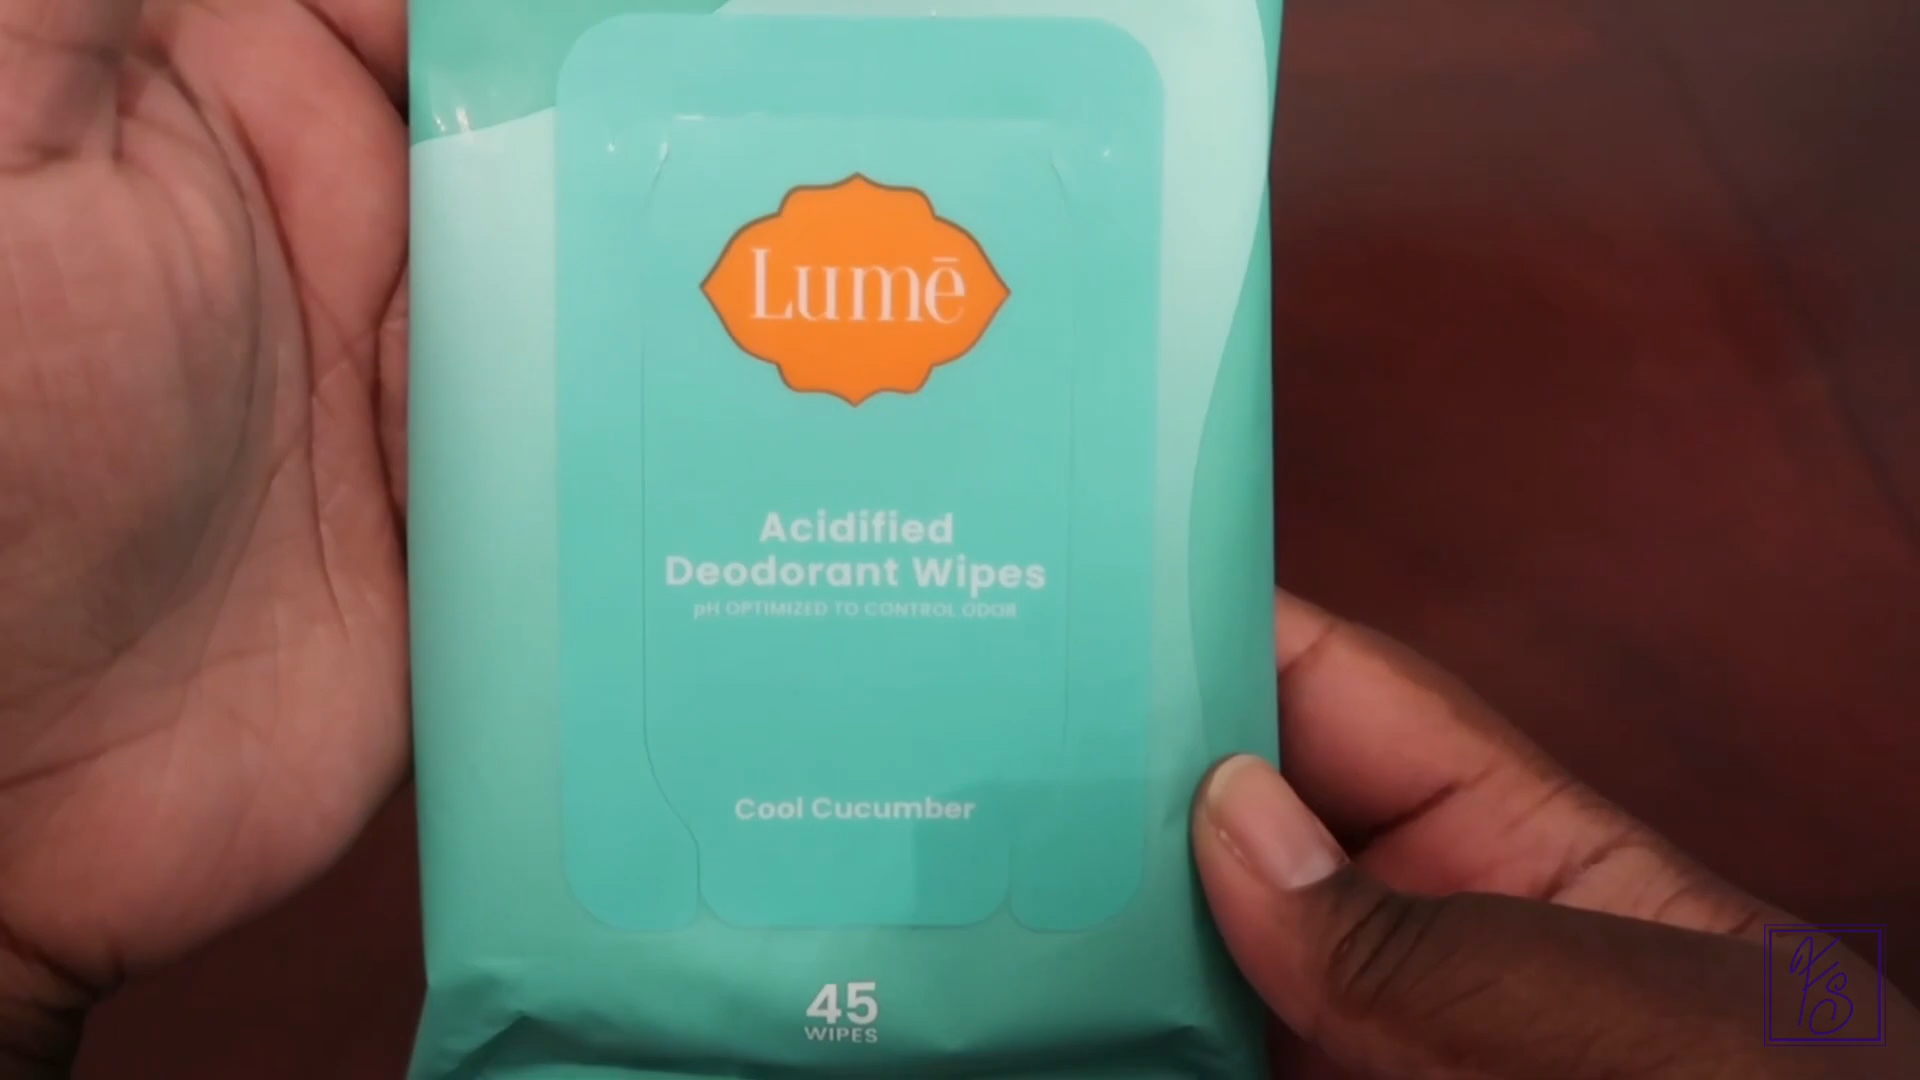 Lumē
Acidified
Deodorant Wipes
pH OPTIMIZED TO CONTROL ODOR
Cool Cucumber
45
WIPES